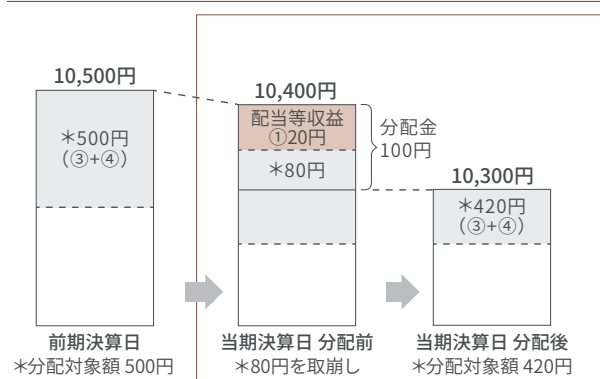 10,500円
＊500円
（③+④）
前期決算日
＊分配対象額 500円
10,400円
配当等収益
①20円
＊80円
分配金
100円
当期決算日 分配前
＊80円を取崩し
10,300円
＊420円
（③+④）
当期決算日 分配後
＊分配対象額 420円